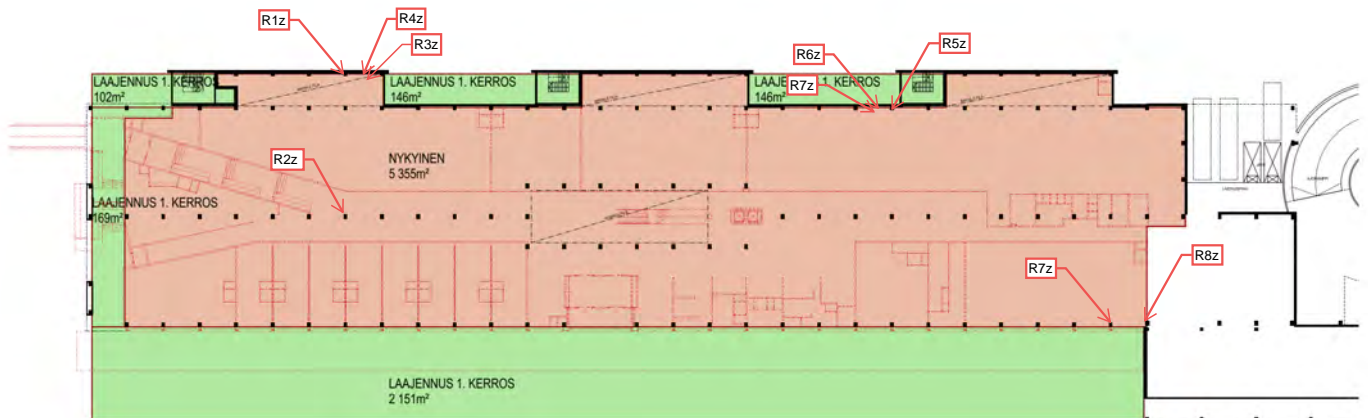 R1z
R4z
R3z
R6z
R5z
R7z
LAAJENNUS 1. KERROS
102m²
LAAJENNUS 1. KERROS
146m²
LAAJENNUS 1. KERROS
146m²
R2z
NYKYINEN
5 355m²
LAAJENNUS 1. KERROS
169m²
R7z
R8z
LAAJENNUS 1. KERROS
2 151m²